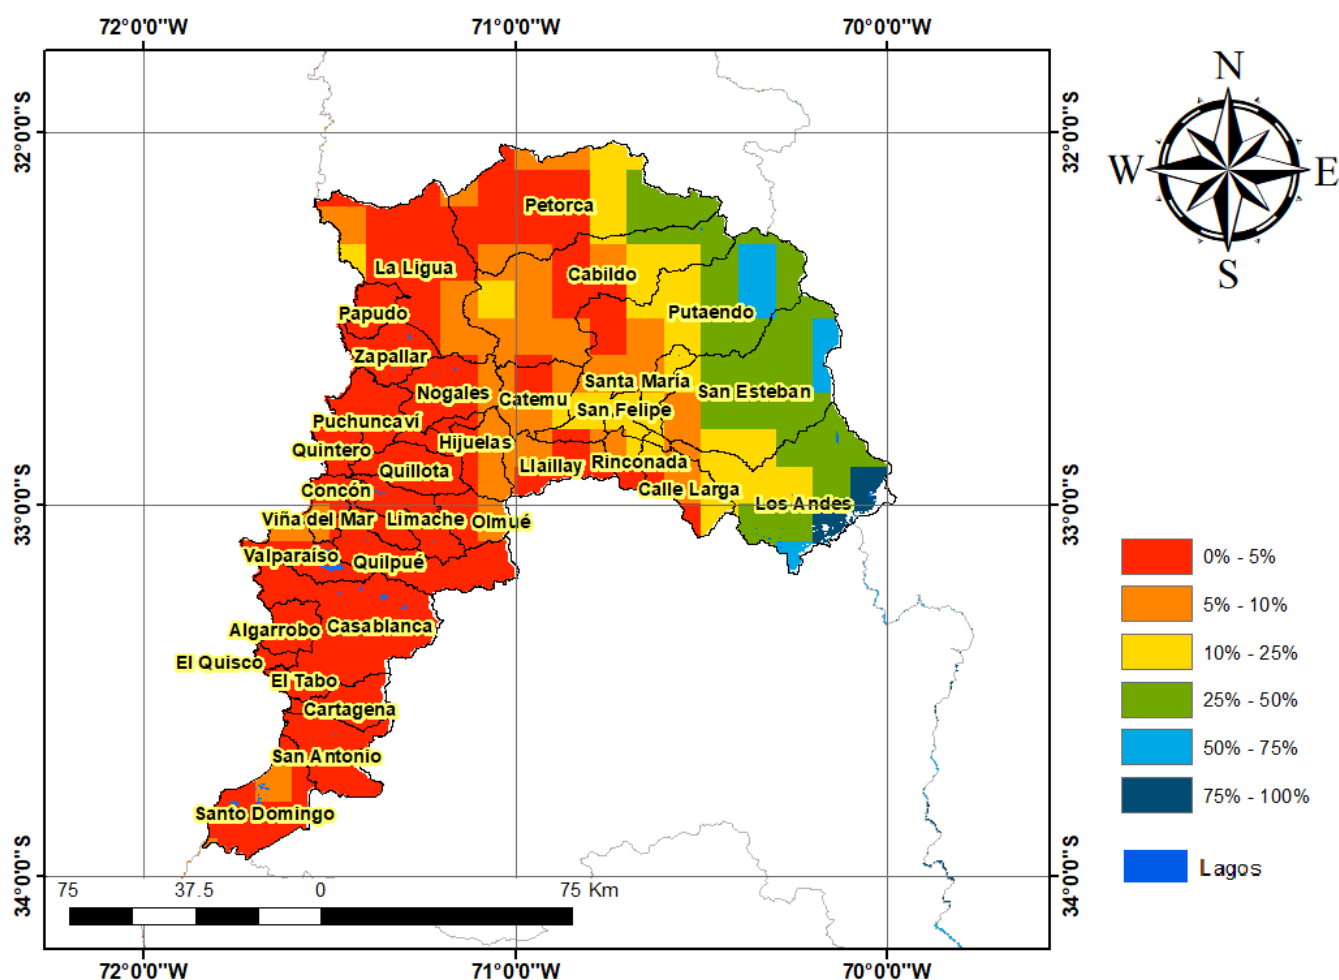 72°0'0"W 71°0'0"W 70°0'0"W
32°0'0"S
32°0'0"S
33°0'0"S
33°0'0"S
34°0'0"S
34°0'0"S
N
W E
S
Petorca
La Ligua
Cabildo
Papudo
Putaendo
Zapallar
Santa María
Nogales
Catemu
San Esteban
San Felipe
Puchuncaví
Hijuelas
Quintero
Quillota
Llaillay
Rinconada
Concón
Calle Larga
Los Andes
Viña del Mar
Limache
Olmué
Valparaíso
Quilpué
Algarrobo
Casablanca
El Quisco
El Tabo
Cartagena
San Antonio
Santo Domingo
0% - 5%
5% - 10%
10% - 25%
25% - 50%
50% - 75%
75% - 100%
Lagos
75 37.5 0 75 Km
72°0'0"W 71°0'0"W 70°0'0"W